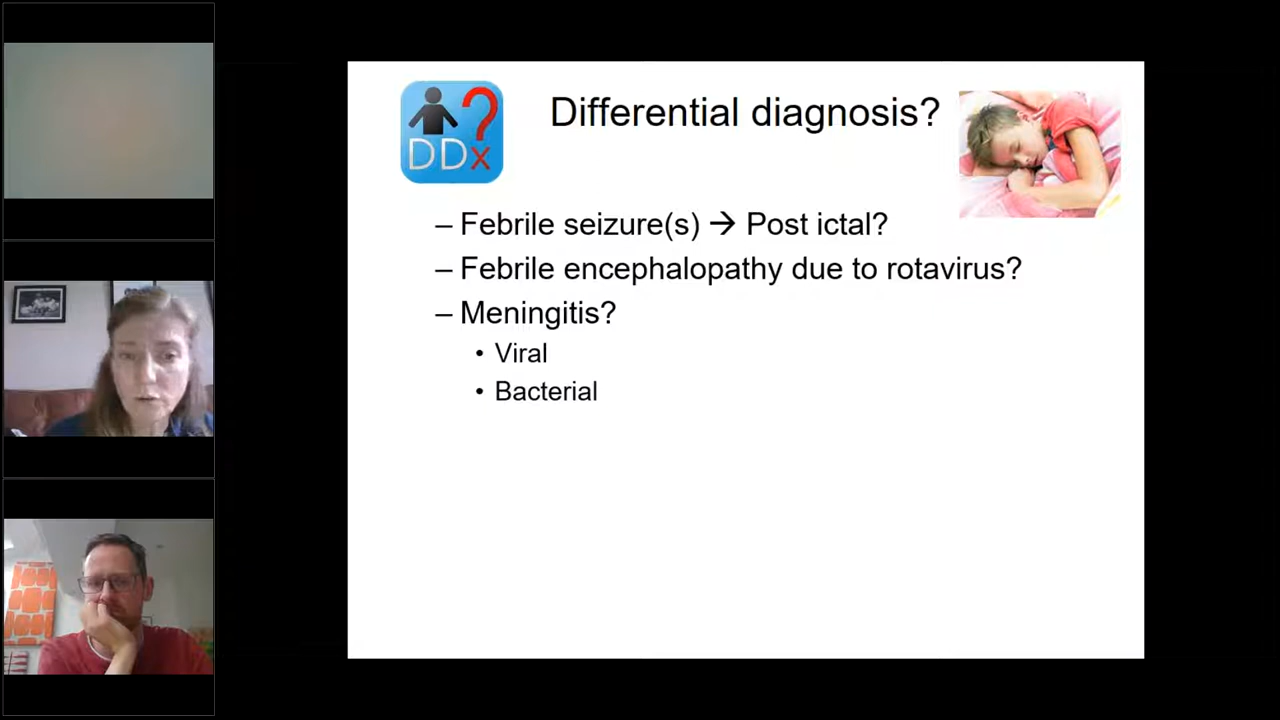 DDx
Differential diagnosis?
– Febrile seizure(s) → Post ictal?
– Febrile encephalopathy due to rotavirus?
– Meningitis?
• Viral
• Bacterial